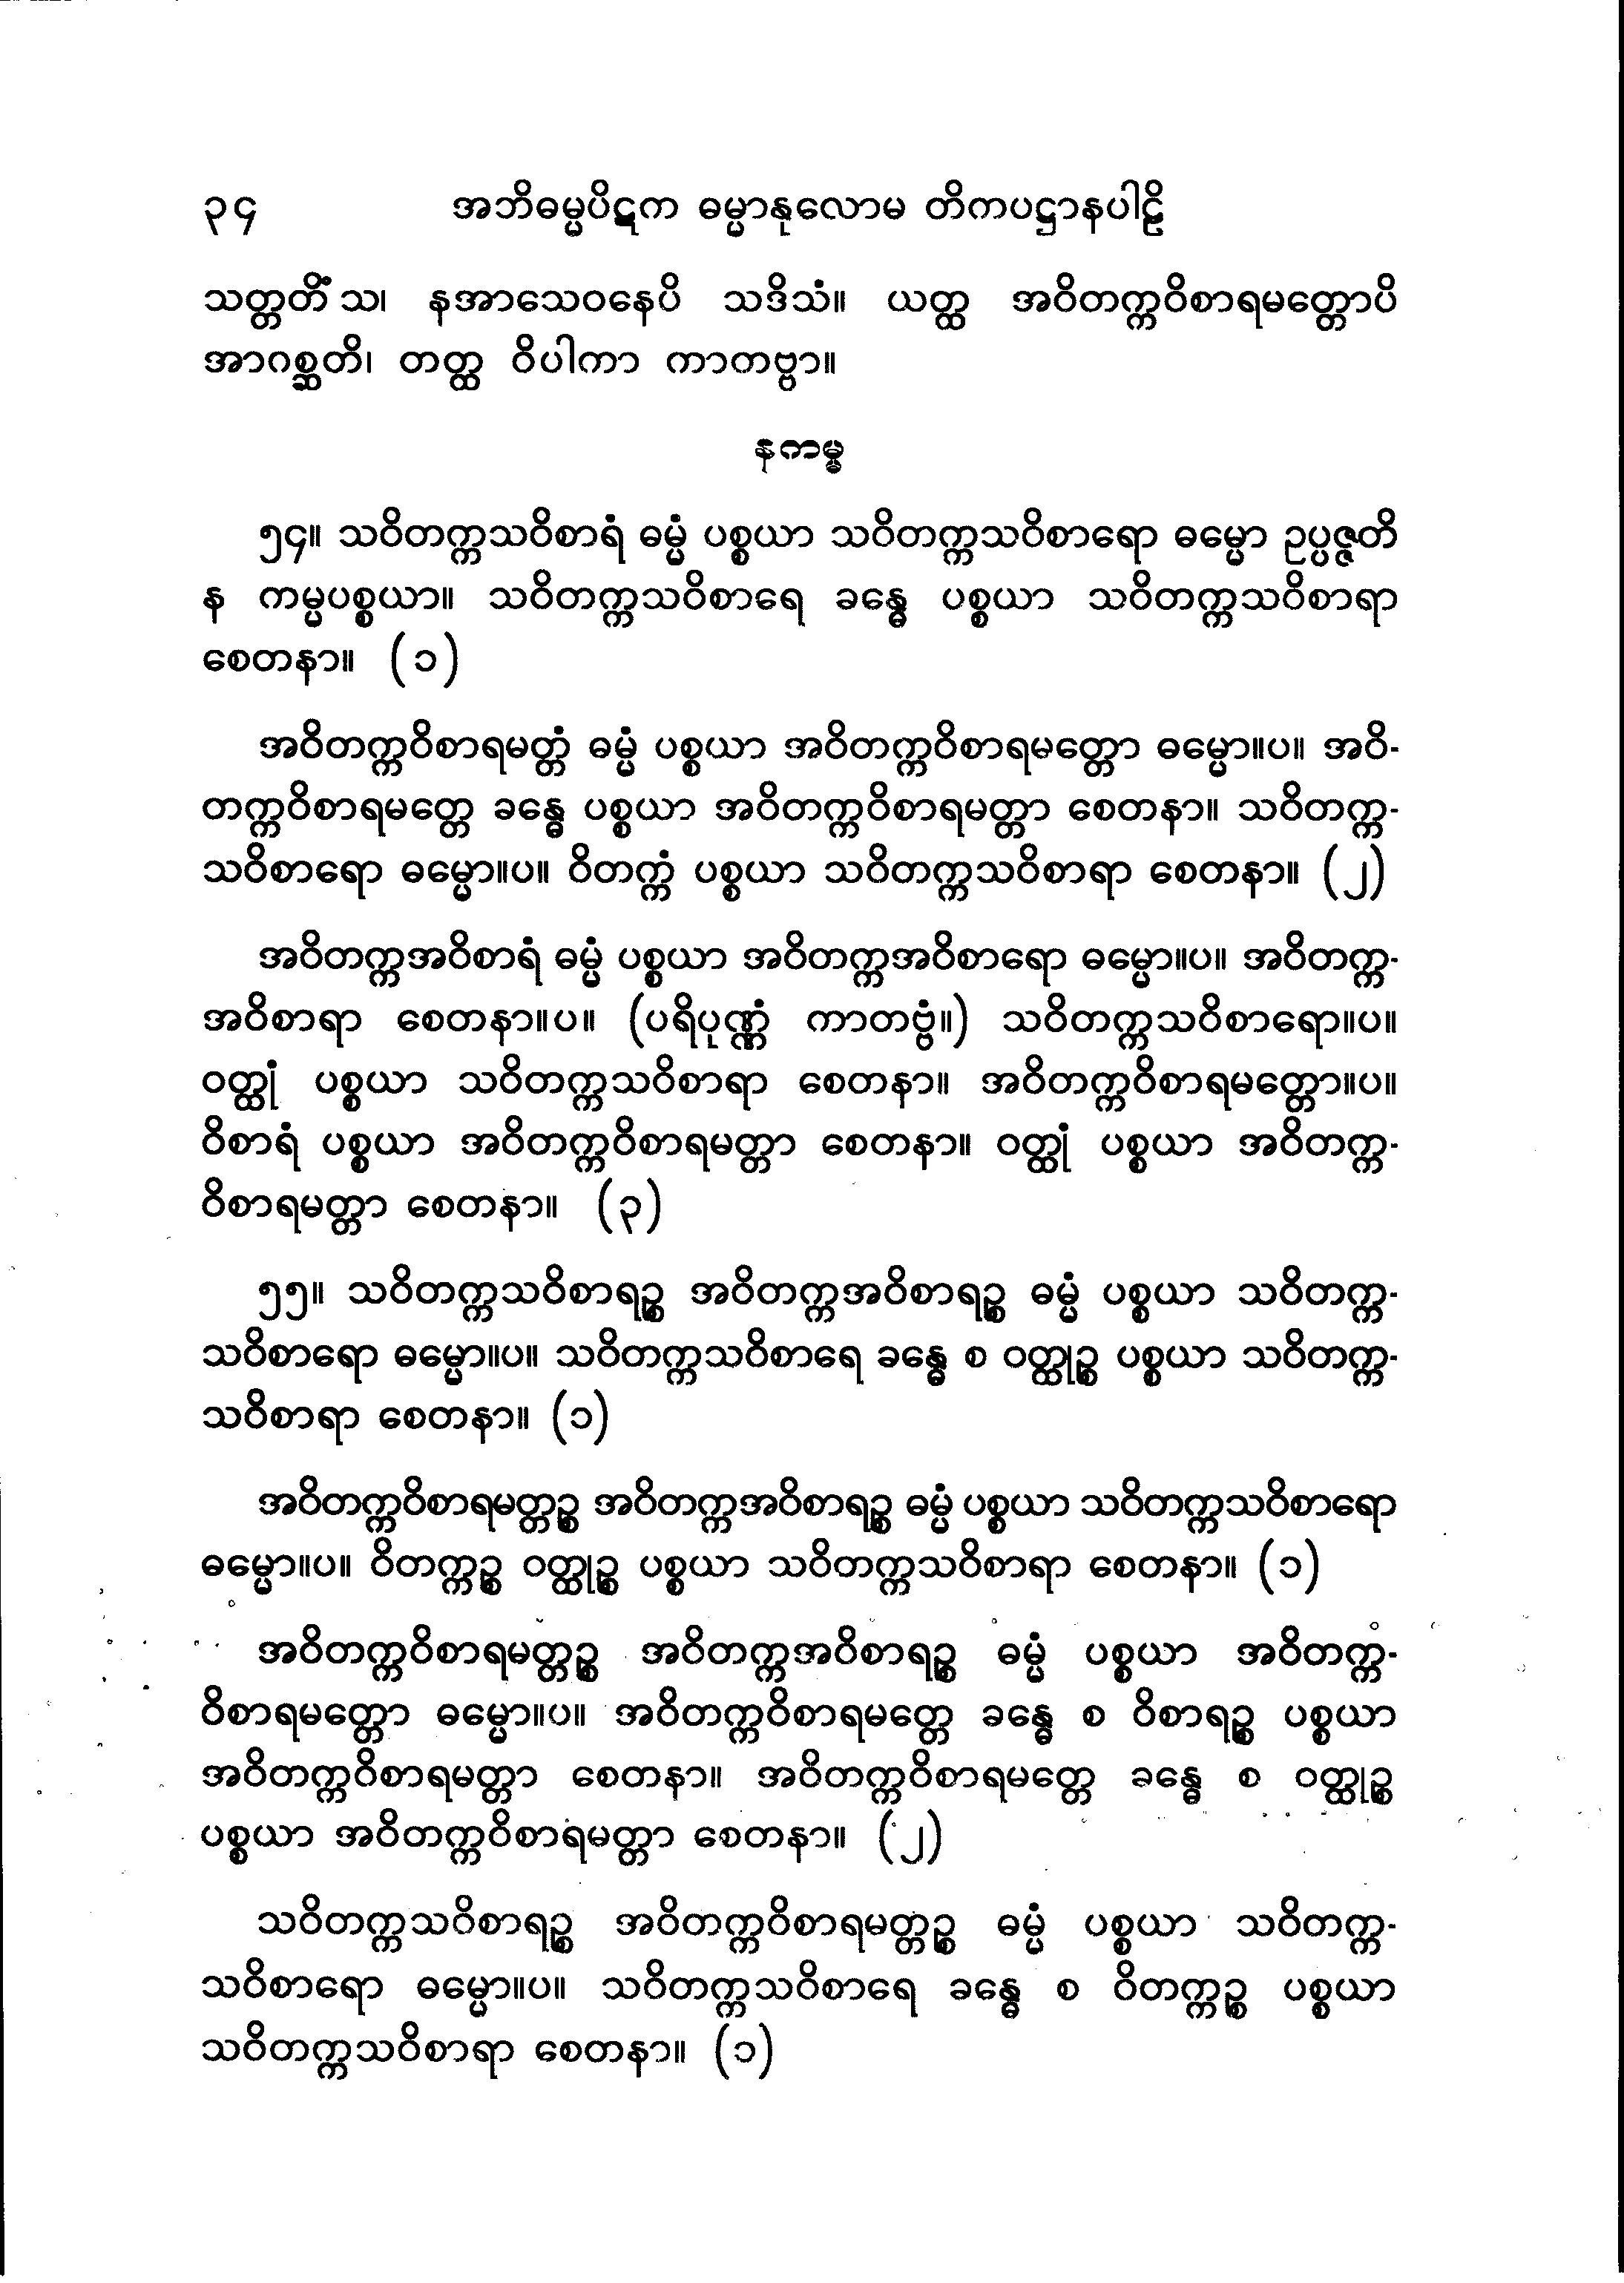 ၃၄ အဘိဓမ္မပိဋက ဓမ္မာနုလောမ တိကပဋ္ဌာနပါဠိ
သတ္တတိံသ၊ နအာသေဝနေပိ သဒိသံ။ ယတ္ထ အဝိတက္ကဝိစာရမတ္တောပိ
အာဂစ္ဆတိ၊ တတ္ထ ဝိပါကာ ကာတဗ္ဗာ။
နကမ္မ
၅၄။ သဝိတက္ကသဝိစာရံ ဓမ္မံ ပစ္စယာ သဝိတက္ကသဝိစာရော ဓမ္မော ဥပ္ပဇ္ဇတိ
န ကမ္မပစ္စယာ။ သဝိတက္ကသဝိစာရေ ခန္ဓေ ပစ္စယာ သဝိတက္ကသဝိစာရာ
စေတနာ။ (၁)
အဝိတက္ကဝိစာရမတ္တံ ဓမ္မံ ပစ္စယာ အဝိတက္ကဝိစာရမတ္တော ဓမ္မော။ပ။ အဝိ-
တက္ကဝိစာရမတ္တေ ခန္ဓေ ပစ္စယာ အဝိတက္ကဝိစာရမတ္တာ စေတနာ။ သဝိတက္က-
သဝိစာရော ဓမ္မော။ပ။ ဝိတက္ကံ ပစ္စယာ သဝိတက္ကသဝိစာရာ စေတနာ။ (၂)
အဝိတက္ကအဝိစာရံ ဓမ္မံ ပစ္စယာ အဝိတက္ကအဝိစာရော ဓမ္မော။ပ။ အဝိတက္က-
အဝိစာရာ စေတနာ။ပ။ (ပရိပုဏ္ဏံ ကာတဗ္ဗံ။) သဝိတက္ကသဝိစာရော။ပ။
ဝတ္ထုံ ပစ္စယာ သဝိတက္ကသဝိစာရာ စေတနာ။ အဝိတက္ကဝိစာရမတ္တော။ပ။
ဝိစာရံ ပစ္စယာ အဝိတက္ကဝိစာရမတ္တာ စေတနာ။ ဝတ္ထုံ ပစ္စယာ အဝိတက္က-
ဝိစာရမတ္တာ စေတနာ။ (၃)
၅၅။ သဝိတက္ကသဝိစာရဉ္စ အဝိတက္ကအဝိစာရဉ္စ ဓမ္မံ ပစ္စယာ သဝိတက္က-
သဝိစာရော ဓမ္မော။ပ။ သဝိတက္ကသဝိစာရေ ခန္ဓေ စ ဝတ္ထုဉ္စ ပစ္စယာ သဝိတက္က-
သဝိစာရာ စေတနာ။ (၁)
အဝိတက္ကဝိစာရမတ္တဉ္စ အဝိတက္ကအဝိစာရဉ္စ ဓမ္မံ ပစ္စယာ သဝိတက္ကသဝိစာရော
ဓမ္မော။ပ။ ဝိတက္ကဉ္စ ဝတ္ထုဉ္စ ပစ္စယာ သဝိတက္ကသဝိစာရာ စေတနာ။ (၁)
အဝိတက္ကဝိစာရမတ္တဉ္စ အဝိတက္ကအဝိစာရဉ္စ ဓမ္မံ ပစ္စယာ အဝိတက္က-
ဝိစာရမတ္တော ဓမ္မော။ပ။ အဝိတက္ကဝိစာရမတ္တေ ခန္ဓေ စ ဝိစာရဉ္စ ပစ္စယာ
အဝိတက္ကဝိစာရမတ္တာ စေတနာ။ အဝိတက္ကဝိစာရမတ္တေ ခန္ဓေ စ ဝတ္ထုဉ္စ
ပစ္စယာ အဝိတက္ကဝိစာရမတ္တာ စေတနာ။ (၂)
သဝိတက္ကသဝိစာရဉ္စ အဝိတက္ကဝိစာရမတ္တဉ္စ ဓမ္မံ ပစ္စယာ သဝိတက္က-
သဝိစာရော ဓမ္မော။ပ။ သဝိတက္ကသဝိစာရေ ခန္ဓေ စ ဝိတက္ကဉ္စ ပစ္စယာ
သဝိတက္ကသဝိစာရာ စေတနာ။ (၁)